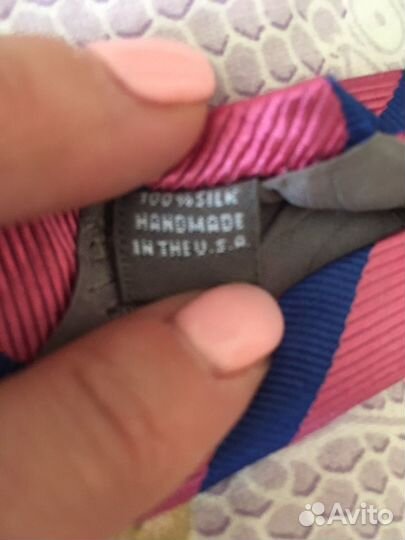 100% SILK
HANDMADE
IN THE U.S.A.
Avito